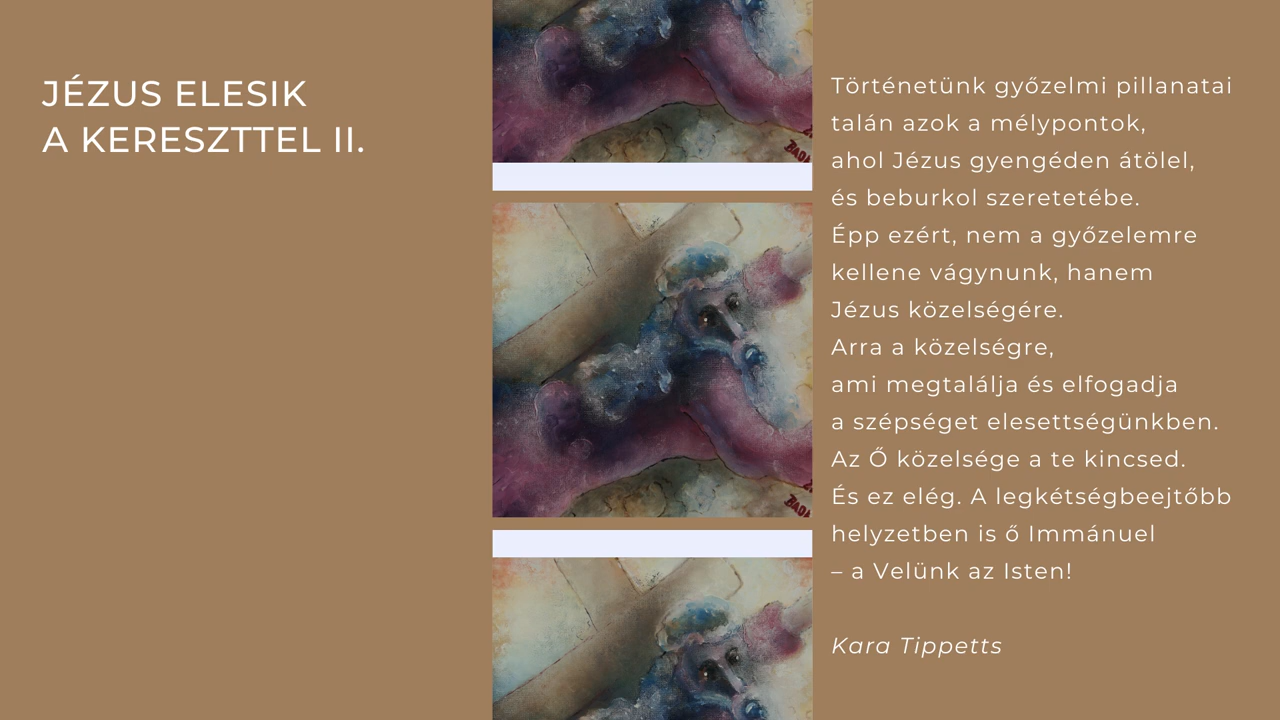 JÉZUS ELESIK
A KERESZTTEL II.
Történetünk győzelmi pillanatai
talán azok a mélypontok,
ahol Jézus gyengéden átölel,
és beburkol szeretetébe.
Épp ezért, nem a győzelemre
kellene vágynunk, hanem
Jézus közelségére.
Arra a közelségre,
ami megtalálja és elfogadja
a szépséget elesettségünkben.
Az Ő közelsége a te kincsed.
És ez elég. A legkétségbeejtőbb
helyzetben is ő Immánuel
– a Velünk az Isten!
Kara Tippetts